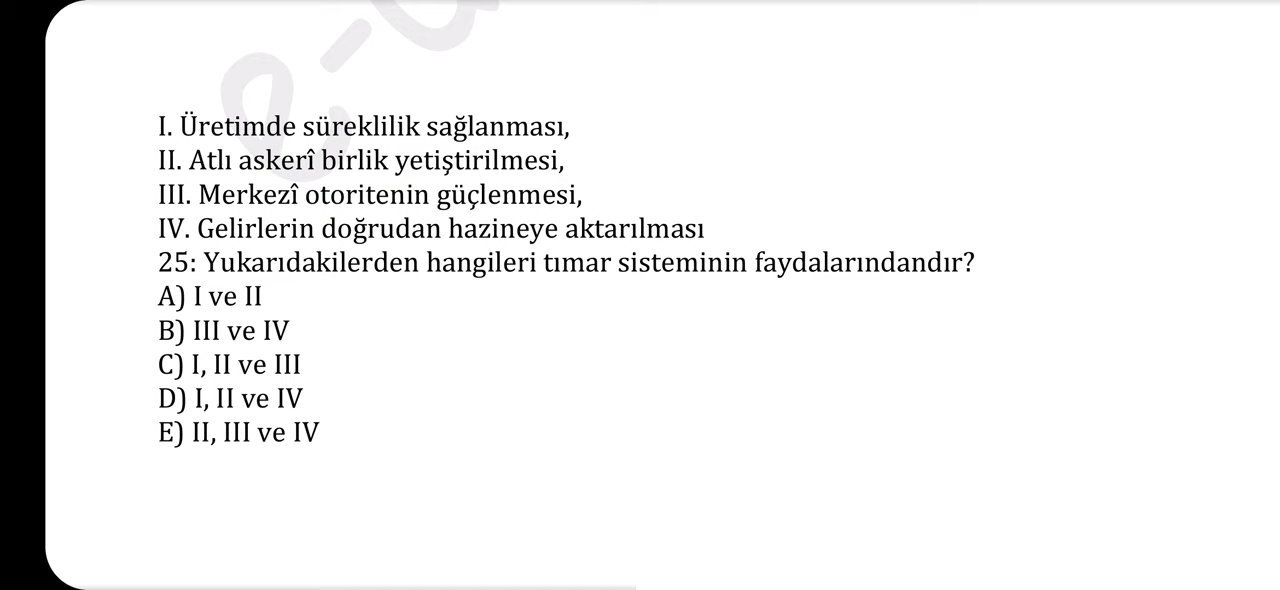 I. Üretimde süreklilik sağlanması,
II. Atlı askerî birlik yetiştirilmesi,
III. Merkezî otoritenin güçlenmesi,
IV. Gelirlerin doğrudan hazineye aktarılması
25: Yukarıdakilerden hangileri tımar sisteminin faydalarındandır?
A) I ve II
B) III ve IV
C) I, II ve III
D) I, II ve IV
E) II, III ve IV